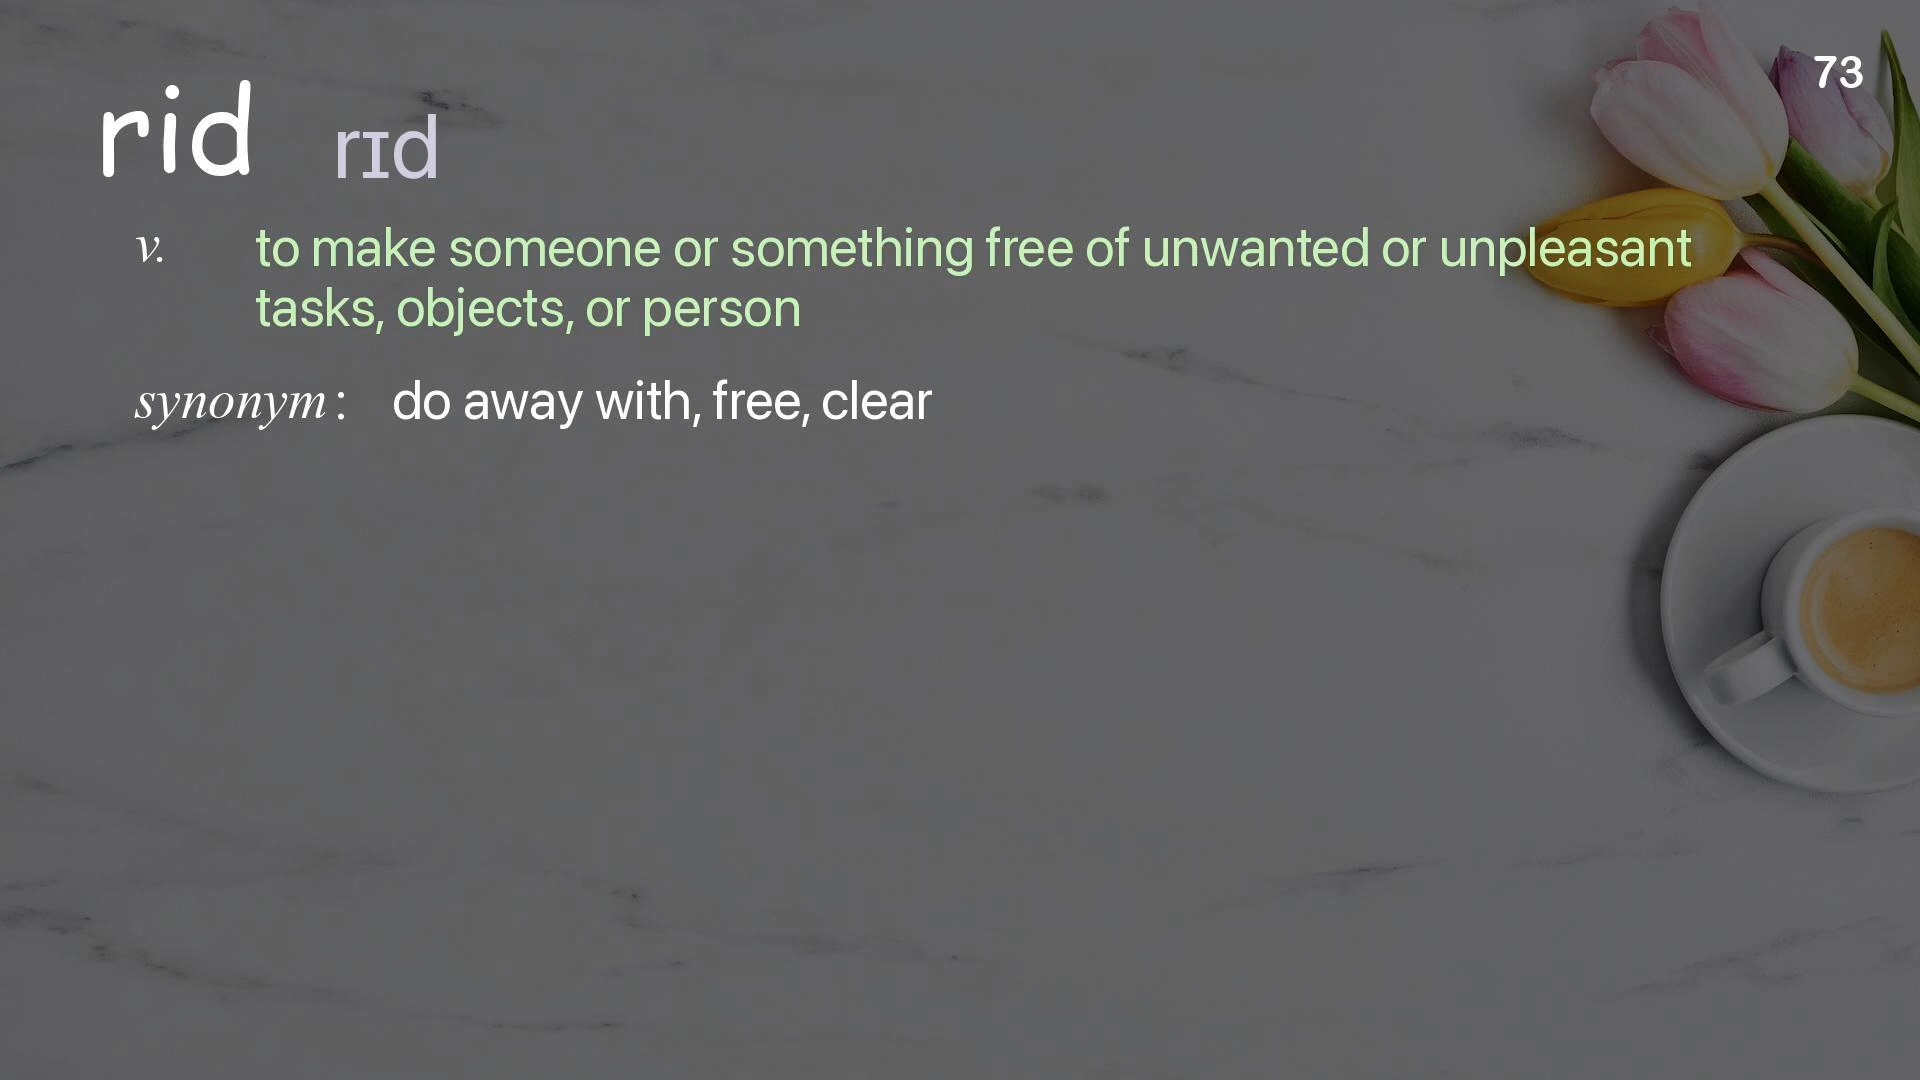 73
rid rɪd
v. to make someone or something free of unwanted or unpleasant
tasks, objects, or person
synonym : do away with, free, clear